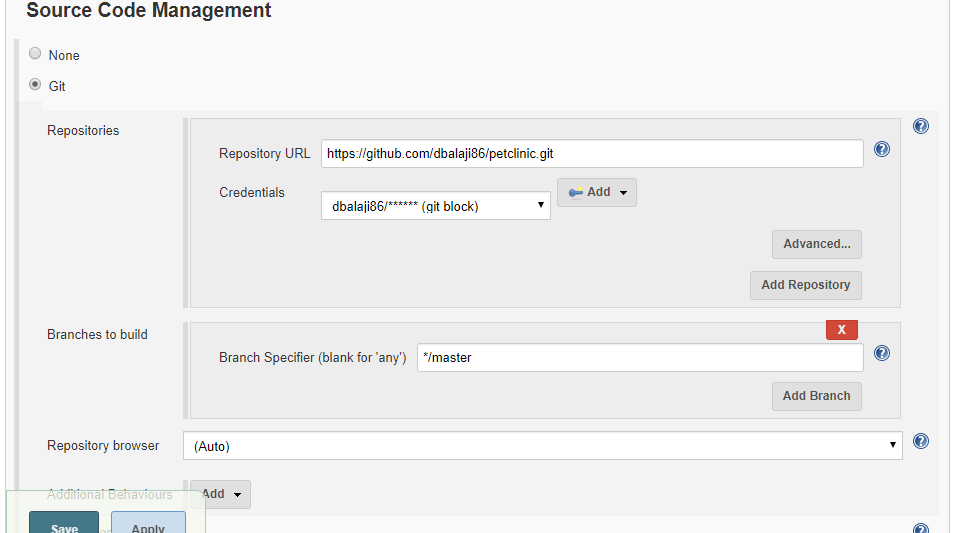 Source Code Management
None
Git
Repositories
Repository URL https://github.com/dbalaji86/petclinic.git
Credentials dbalaji86/****** (git block) Add
Advanced...
Add Repository
Branches to build X
Branch Specifier (blank for 'any') */master
Add Branch
Repository browser (Auto)
Additional Behaviours Add
Save Apply